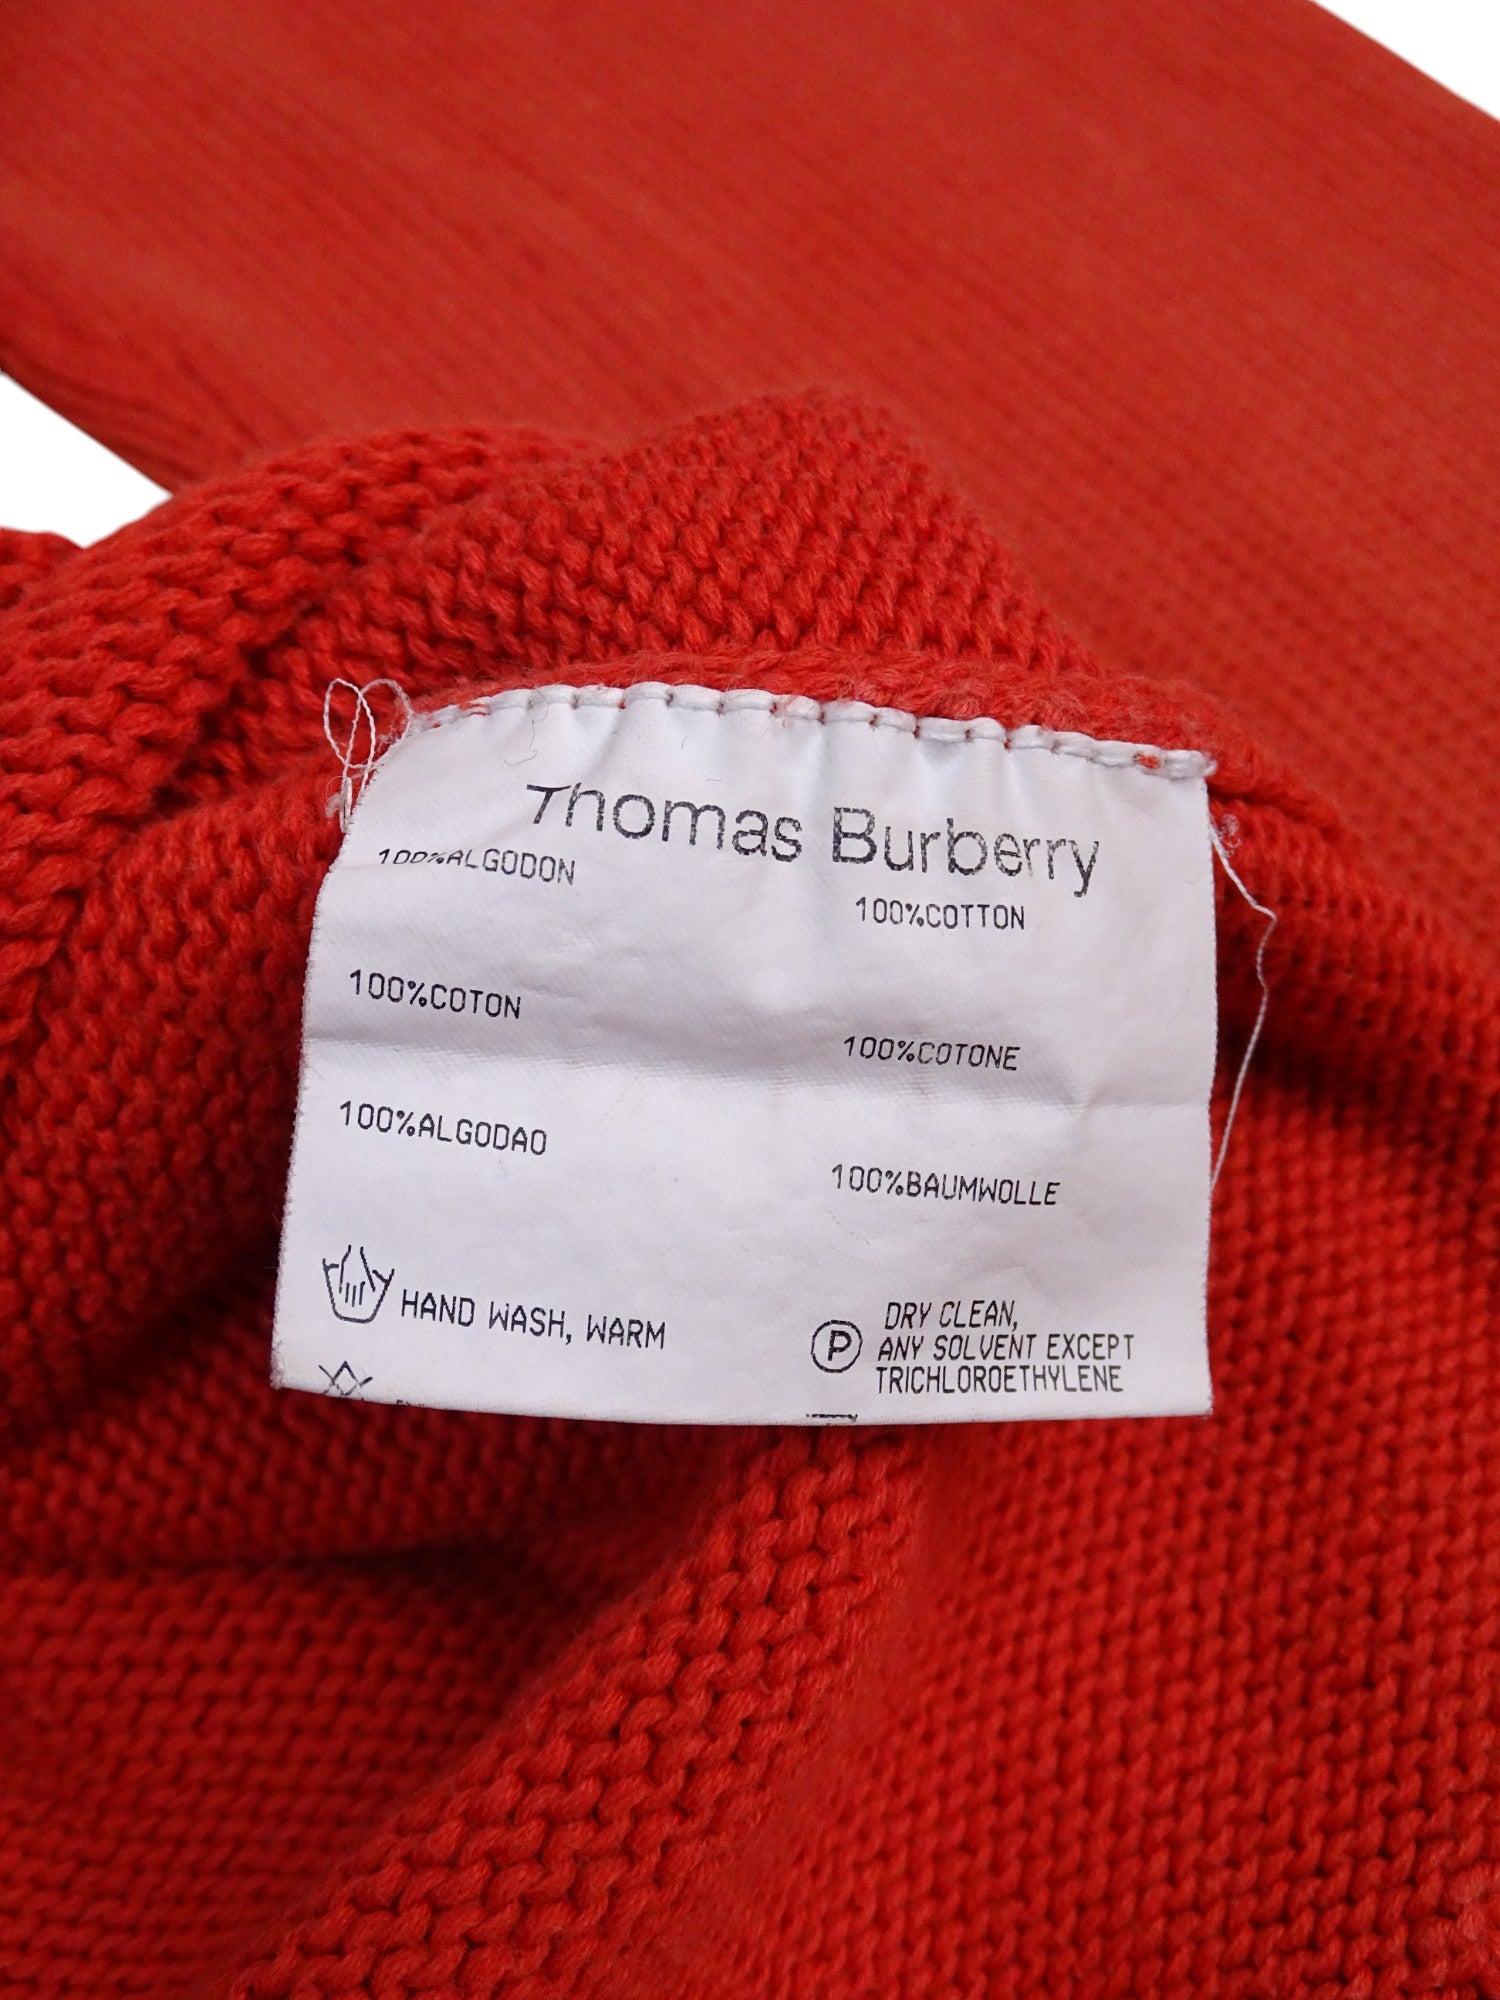 Thomas Burberry
100%ALGODON
100%COTTON
100%COTON
100%COTONE
100%ALGODAO
100%BAUMWOLLE
HAND WASH, WARM
P
DRY CLEAN,
ANY SOLVENT EXCEPT
TRICHLOROETHYLENE